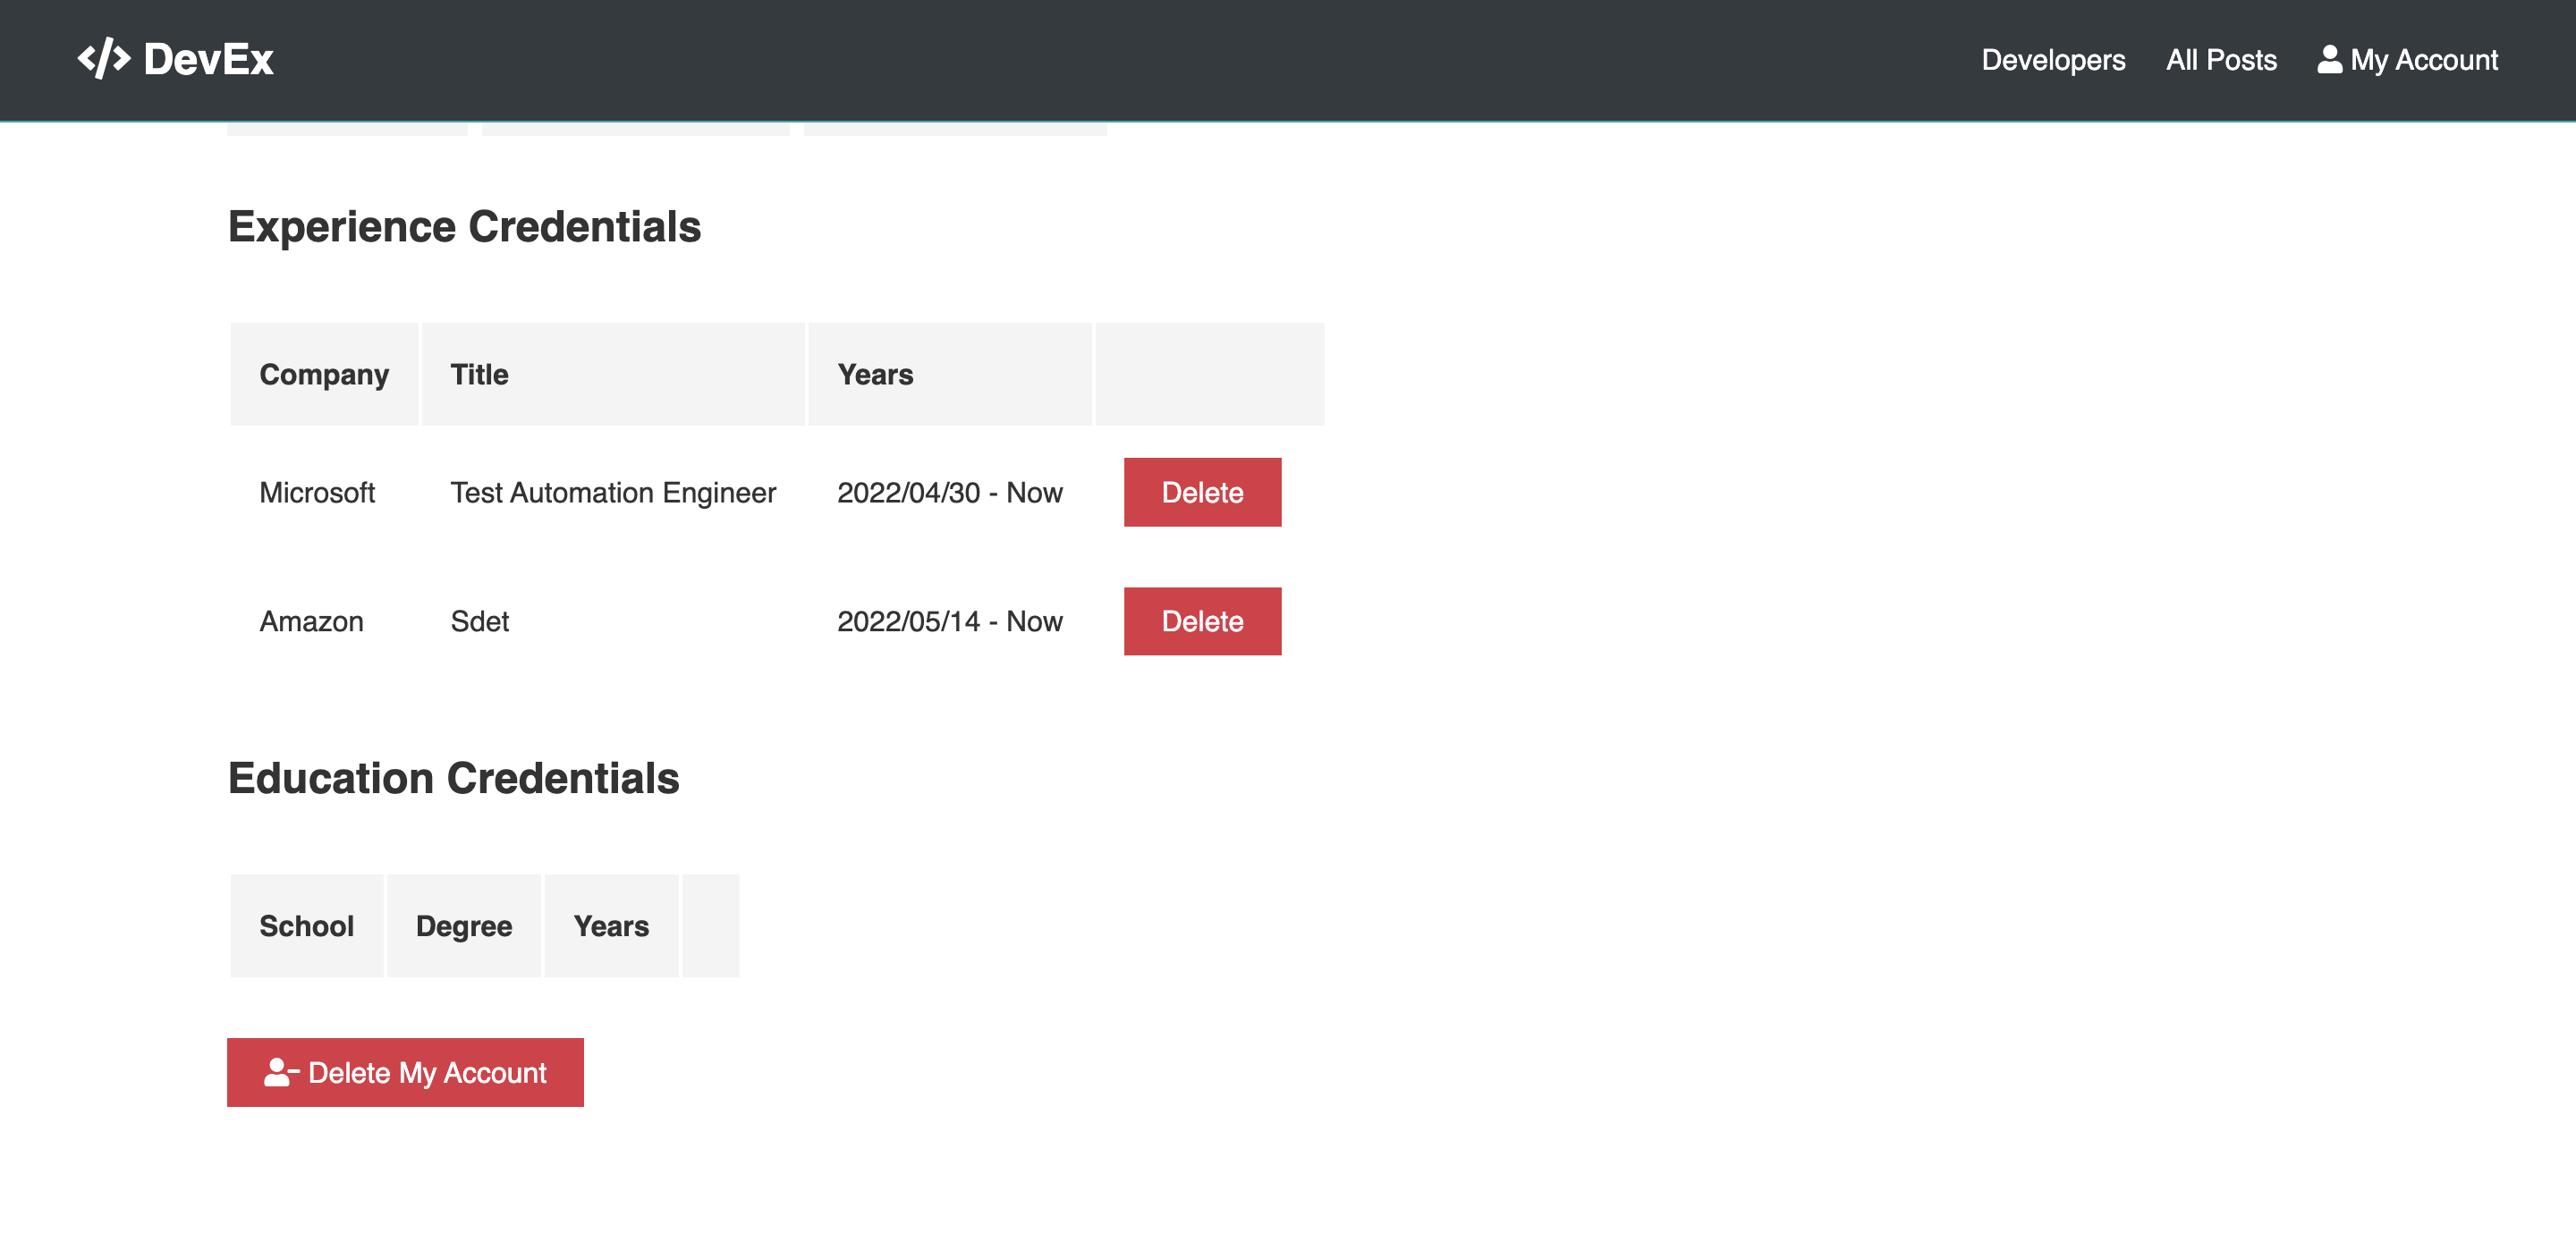 </> DevEx Developers All Posts My Account
Experience Credentials
Company Title Years
Microsoft Test Automation Engineer 2022/04/30 - Now Delete
Amazon Sdet 2022/05/14 - Now Delete
Education Credentials
School Degree Years
Delete My Account